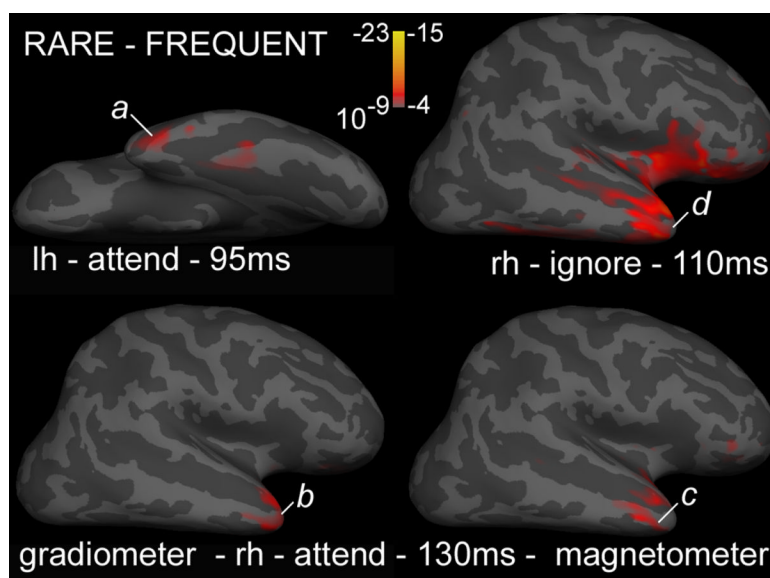 RARE - FREQUENT
-23 -15
10 -9 -4
a
d
lh - attend - 95ms
rh - ignore - 110ms
b
c
gradiometer - rh - attend - 130ms - magnetometer